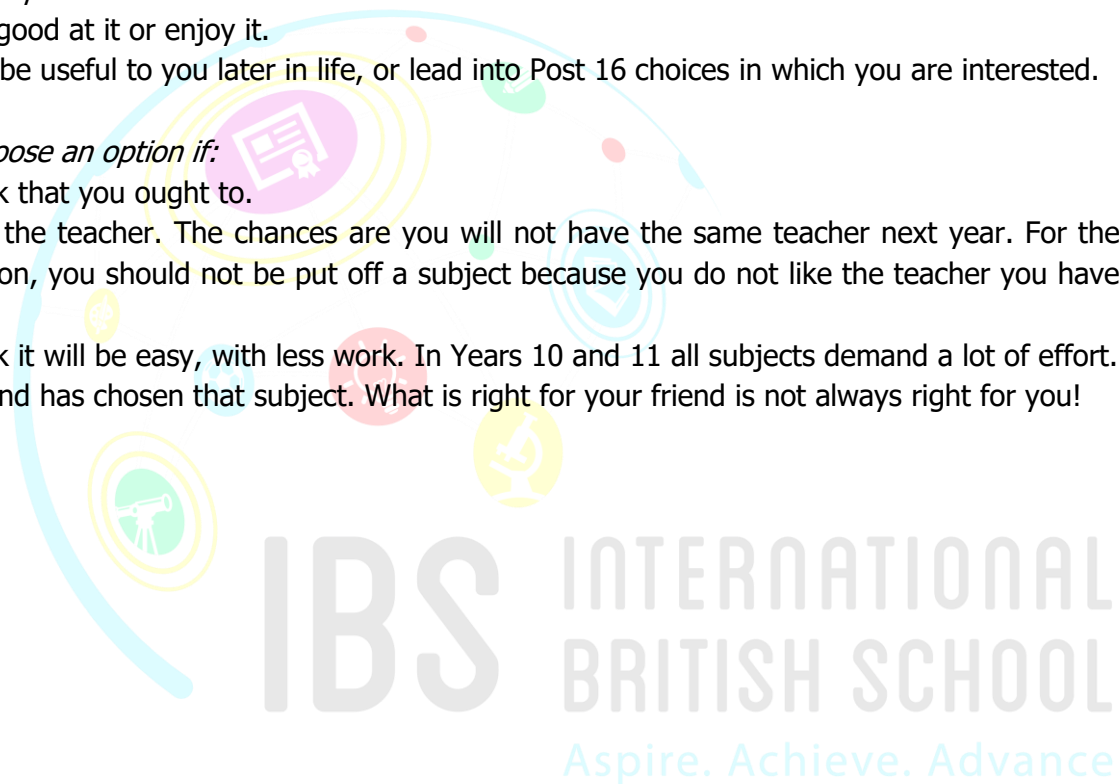 good at it or enjoy it.
be useful to you later in life, or lead into Post 16 choices in which you are interested.
oose an option if:
k that you ought to.
the teacher. The chances are you will not have the same teacher next year. For the
on, you should not be put off a subject because you do not like the teacher you have
k it will be easy, with less work. In Years 10 and 11 all subjects demand a lot of effort.
nd has chosen that subject. What is right for your friend is not always right for you!
IBS INTERNATIONAL
BRITISH SCHOOL
Aspire. Achieve. Advance